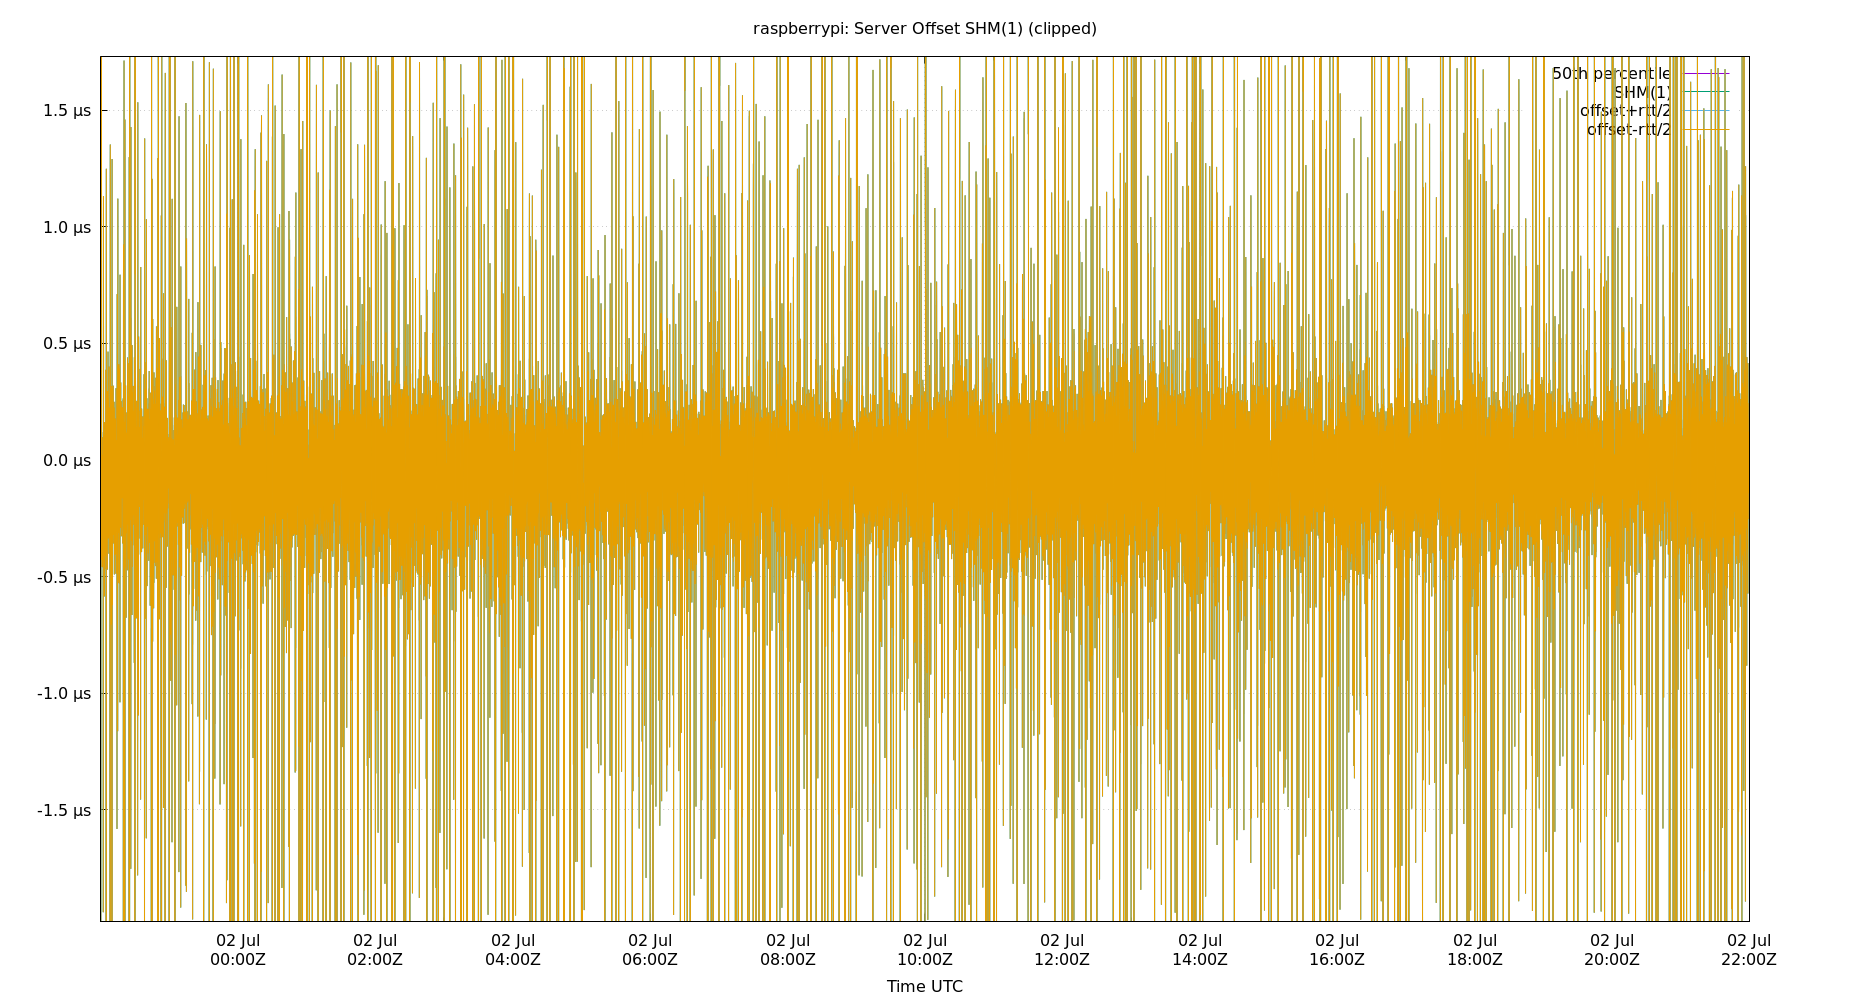 raspberrypi: Server Offset SHM(1) (clipped)
50th percentile
SHM(1)
offset+rtt/2
offset-rtt/2
1.5 µs
1.0 µs
0.5 µs
0.0 µs
-0.5 µs
-1.0 µs
-1.5 µs
02 Jul 02 Jul 02 Jul 02 Jul 02 Jul 02 Jul 02 Jul 02 Jul 02 Jul 02 Jul 02 Jul 02 Jul
00:00Z 02:00Z 04:00Z 06:00Z 08:00Z 10:00Z 12:00Z 14:00Z 16:00Z 18:00Z 20:00Z 22:00Z
Time UTC